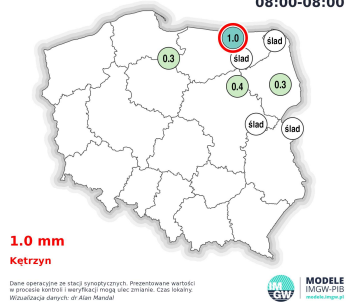 08:00-08:00
1.0
ślad
ślad
0.3
0.4
0.3
ślad
ślad
1.0 mm
Kętrzyn
Dane operacyjne ze stacji synoptycznych. Prezentowane wartości
w procesie kontroli i weryfikacji mogą ulec zmianie. Czas lokalny.
Wizualizacja danych: dr Alan Mandal
IM
GW
MODELE
IMGW-PIB
modele.imgw.pl